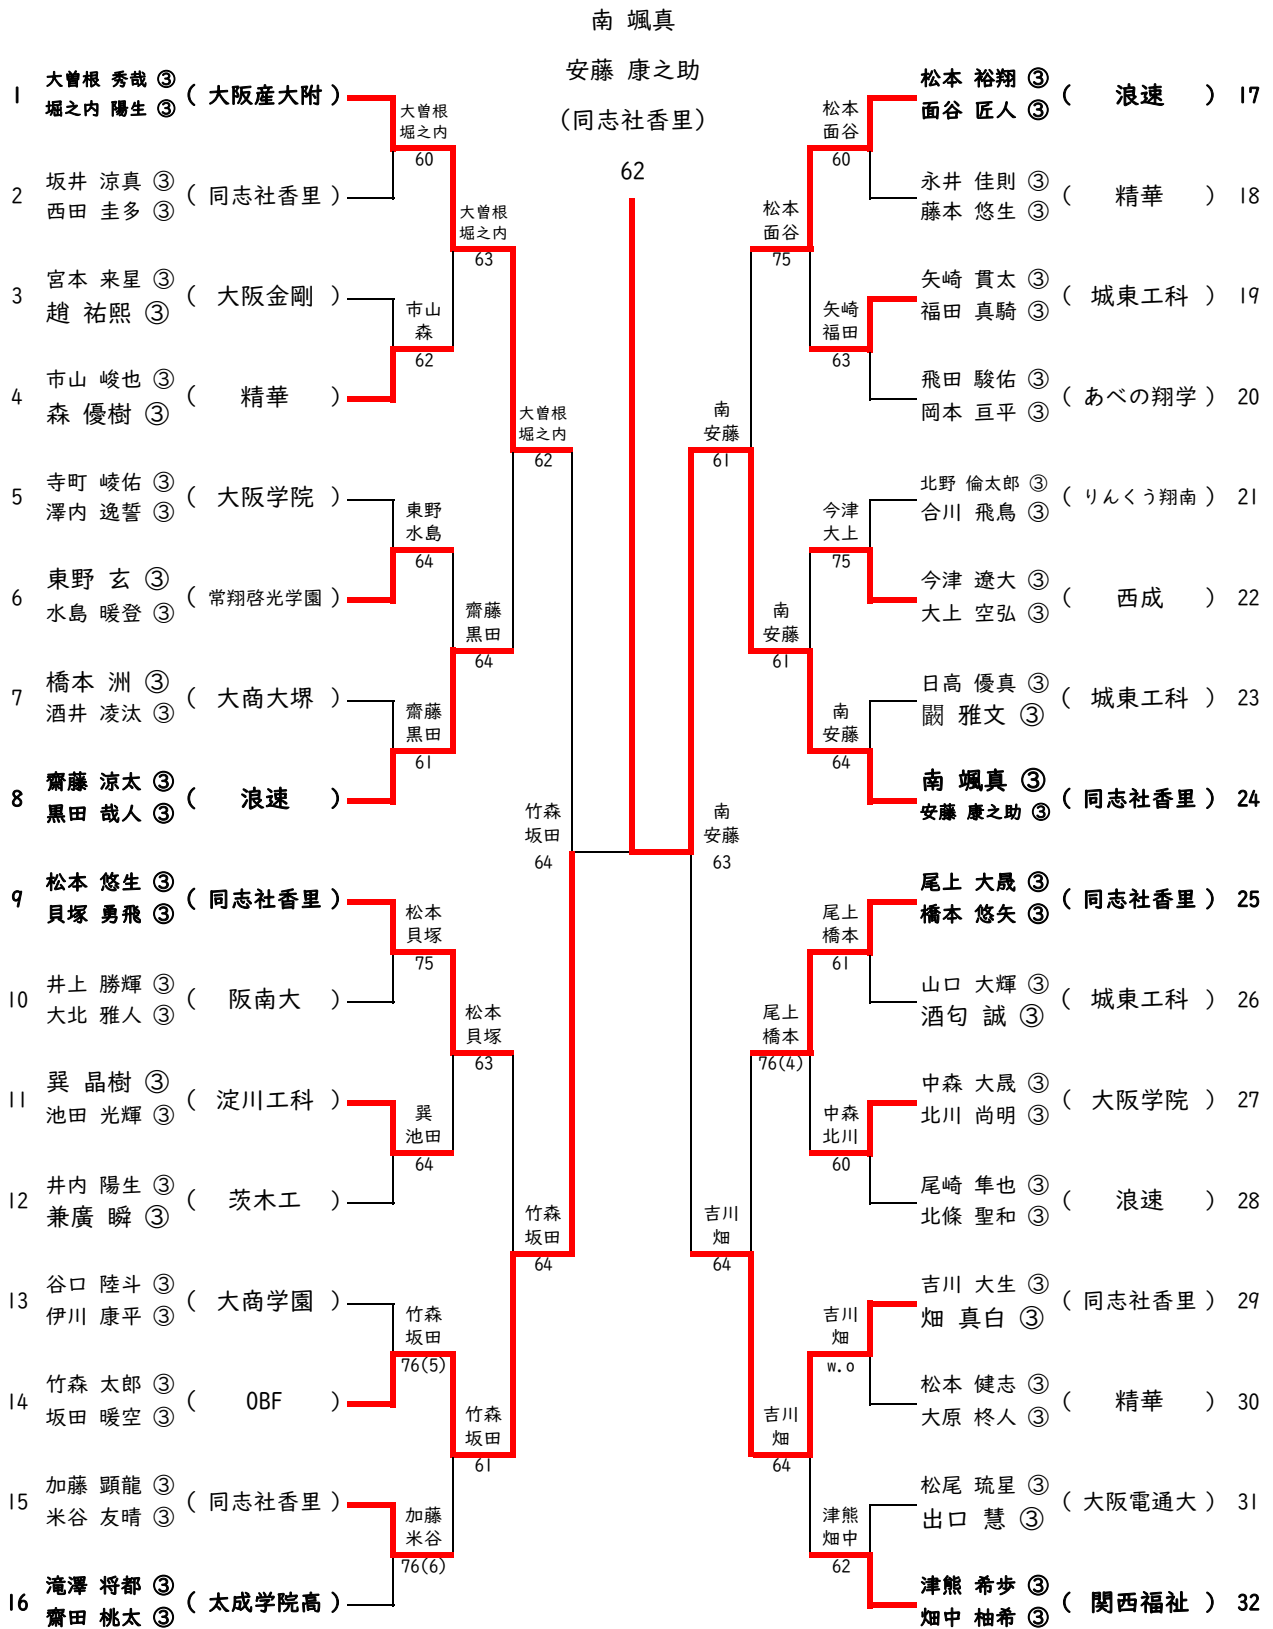 南 颯真
安藤 康之助
(同志社香里)
62
1 大曽根 秀哉 ③ ( 大阪産大附 )
堀之内 陽生 ③
2 坂井 涼真 ③ ( 同志社香里 )
西田 圭多 ③
3 宮本 来星 ③ ( 大阪金剛 )
趙 祐熙 ③
4 市山 峻也 ③ ( 精華 )
森 優樹 ③
5 寺町 崚佑 ③ ( 大阪学院 )
澤内 逸誓 ③
6 東野 玄 ③ ( 常翔啓光学園 )
水島 暖登 ③
7 橋本 洲 ③ ( 大商大堺 )
酒井 凌汰 ③
8 齋藤 涼太 ③ ( 浪速 )
黒田 哉人 ③
9 松本 悠生 ③ ( 同志社香里 )
貝塚 勇飛 ③
10 井上 勝輝 ③ ( 阪南大 )
大北 雅人 ③
11 巽 晶樹 ③ ( 淀川工科 )
池田 光輝 ③
12 井内 陽生 ③ ( 茨木工 )
兼廣 瞬 ③
13 谷口 陸斗 ③ ( 大商学園 )
伊川 康平 ③
14 竹森 太郎 ③ ( OBF )
坂田 暖空 ③
15 加藤 顕龍 ③ ( 同志社香里 )
米谷 友晴 ③
16 滝澤 将都 ③ ( 太成学院高 )
齋田 桃太 ③
大曽根
堀之内
60
市山
森
62
東野
水島
64
齋藤
黒田
61
松本
貝塚
75
巽
池田
64
竹森
坂田
76(5)
加藤
米谷
76(6)
大曽根
堀之内
63
齋藤
黒田
64
松本
貝塚
63
竹森
坂田
61
大曽根
堀之内
62
竹森
坂田
64
竹森
坂田
64
南
安藤
63
南
安藤
61
吉川
畑
64
松本
面谷
75
南
安藤
61
尾上
橋本
76(4)
吉川
畑
64
松本
面谷
60
矢崎
福田
63
今津
大上
75
南
安藤
64
尾上
橋本
61
中森
北川
60
吉川
畑
w.o
津熊
畑中
62
松本 裕翔 ③ ( 浪速 ) 17
面谷 匠人 ③
永井 佳則 ③ ( 精華 ) 18
藤本 悠生 ③
矢崎 貫太 ③ ( 城東工科 ) 19
福田 真騎 ③
飛田 駿佑 ③ ( あべの翔学 ) 20
岡本 亘平 ③
北野 倫太郎 ③ ( りんくう翔南 ) 21
合川 飛鳥 ③
今津 遼大 ③ ( 西成 ) 22
大上 空弘 ③
日高 優真 ③ ( 城東工科 ) 23
闞 雅文 ③
南 颯真 ③ ( 同志社香里 ) 24
安藤 康之助 ③
尾上 大晟 ③ ( 同志社香里 ) 25
橋本 悠矢 ③
山口 大輝 ③ ( 城東工科 ) 26
酒匂 誠 ③
中森 大晟 ③ ( 大阪学院 ) 27
北川 尚明 ③
尾崎 隼也 ③ ( 浪速 ) 28
北條 聖和 ③
吉川 大生 ③ ( 同志社香里 ) 29
畑 真白 ③
松本 健志 ③ ( 精華 ) 30
大原 柊人 ③
松尾 琉星 ③ ( 大阪電通大 ) 31
出口 慧 ③
津熊 希歩 ③ ( 関西福祉 ) 32
畑中 柚希 ③